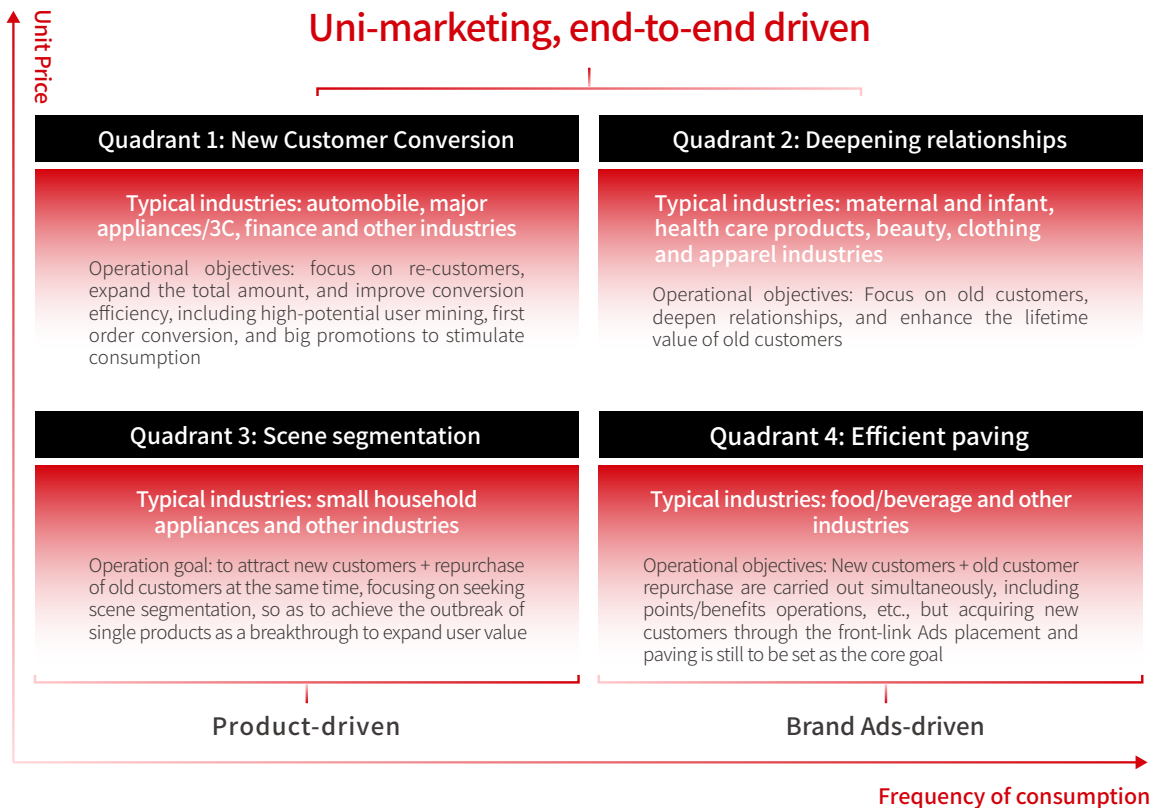 Unit Price
Uni-marketing, end-to-end driven
Quadrant 1: New Customer Conversion
Typical industries: automobile, major
appliances/3C, finance and other industries
Operational objectives: focus on re-customers,
expand the total amount, and improve conversion
efficiency, including high-potential user mining, first
order conversion, and big promotions to stimulate
consumption
Quadrant 2: Deepening relationships
Typical industries: maternal and infant,
health care products, beauty, clothing
and apparel industries
Operational objectives: Focus on old customers,
deepen relationships, and enhance the lifetime
value of old customers
Quadrant 3: Scene segmentation
Typical industries: small household
appliances and other industries
Operation goal: to attract new customers + repurchase
of old customers at the same time, focusing on seeking
scene segmentation, so as to achieve the outbreak of
single products as a breakthrough to expand user value
Quadrant 4: Efficient paving
Typical industries: food/beverage and other
industries
Operational objectives: New customers + old customer
repurchase are carried out simultaneously, including
points/benefits operations, etc., but acquiring new
customers through the front-link Ads placement and
paving is still to be set as the core goal
Product-driven
Brand Ads-driven
Frequency of consumption